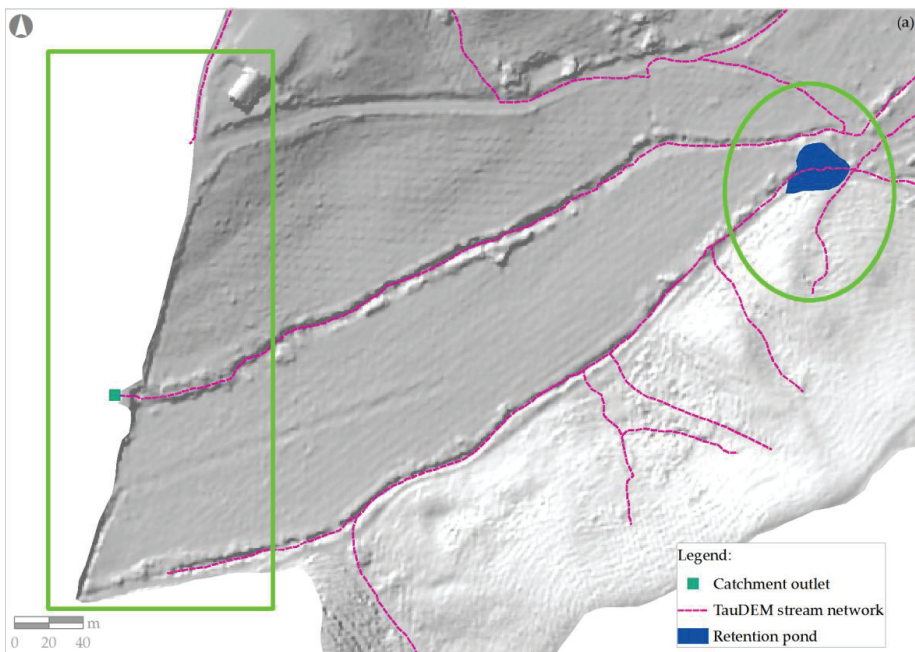 (a)
Legend:
Catchment outlet
TauDEM stream network
Retention pond
m
0 20 40